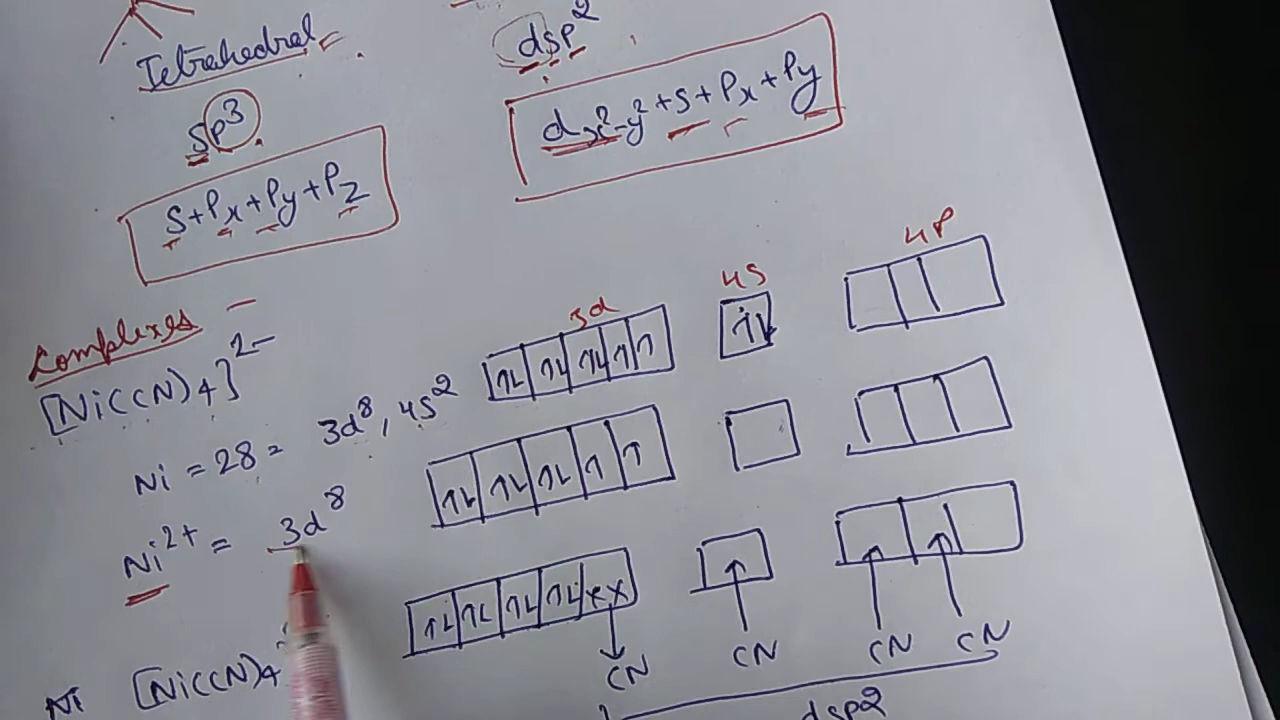 Tetrahedral
sp³
s+Px+Py+Pz
dsp²
dx²-y²+s+Px+Py
Complexes -
[Ni(CN)4]²⁻
3d 4s 4P
Ni = 28 = 3d⁸, 4s²
Ni²⁺ = 3d⁸
Ni [Ni(CN)4
CN CN CN CN
dsp2